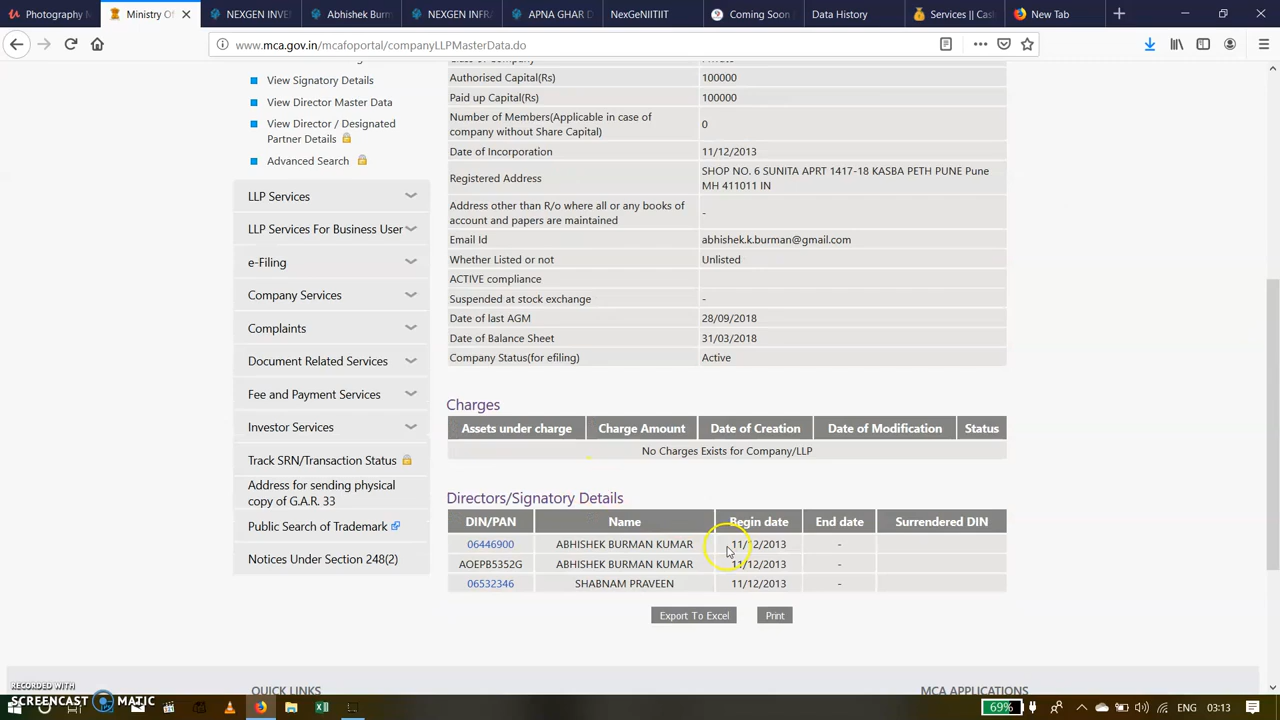 Photography M
Ministry Of
NEXGEN INVE
Abhishek Burm
NEXGEN INFRA
APNA GHAR D
NexGeNIITIIT
Coming Soon
Data History
Services || Cas
New Tab
www.mca.gov.in/mcafoportal/companyLLPMasterData.do
View Signatory Details
View Director Master Data
View Director / Designated
Partner Details
Advanced Search
LLP Services
LLP Services For Business User
e-Filing
Company Services
Complaints
Document Related Services
Fee and Payment Services
Investor Services
Track SRN/Transaction Status
Address for sending physical
copy of G.A.R. 33
Public Search of Trademark
Notices Under Section 248(2)
Authorised Capital(Rs) 100000
Paid up Capital(Rs) 100000
Number of Members(Applicable in case of
company without Share Capital) 0
Date of Incorporation 11/12/2013
Registered Address SHOP NO. 6 SUNITA APRT 1417-18 KASBA PETH PUNE Pune
MH 411011 IN
Address other than R/o where all or any books of
account and papers are maintained -
Email Id abhishek.k.burman@gmail.com
Whether Listed or not Unlisted
ACTIVE compliance
Suspended at stock exchange -
Date of last AGM 28/09/2018
Date of Balance Sheet 31/03/2018
Company Status(for efiling) Active
Charges
Assets under charge Charge Amount Date of Creation Date of Modification Status
No Charges Exists for Company/LLP
Directors/Signatory Details
DIN/PAN Name Begin date End date Surrendered DIN
06446900 ABHISHEK BURMAN KUMAR 11/12/2013 -
AOEPB5352G ABHISHEK BURMAN KUMAR 11/12/2013 -
06532346 SHABNAM PRAVEEN 11/12/2013 -
Export To Excel Print
QUICK LINKS MCA APPLICATIONS
RECORDED WITH
SCREENCAST MATIC
69% ENG 03:13